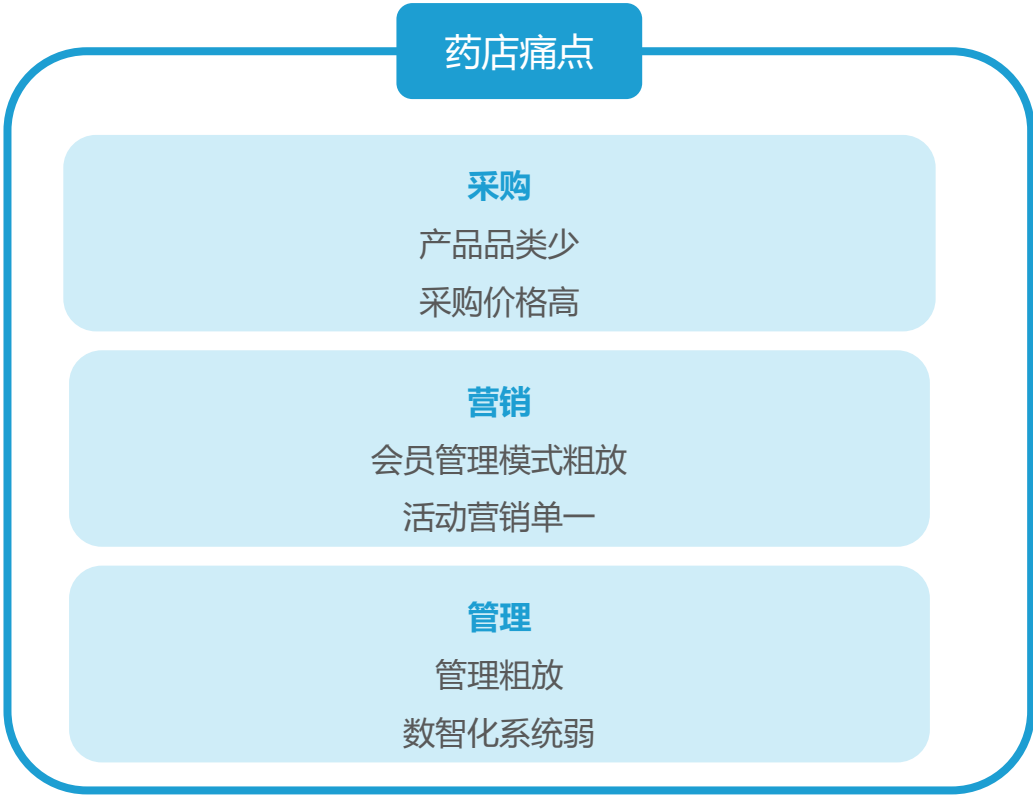 药店痛点
采购
产品品类少
采购价格高
营销
会员管理模式粗放
活动营销单一
管理
管理粗放
数智化系统弱